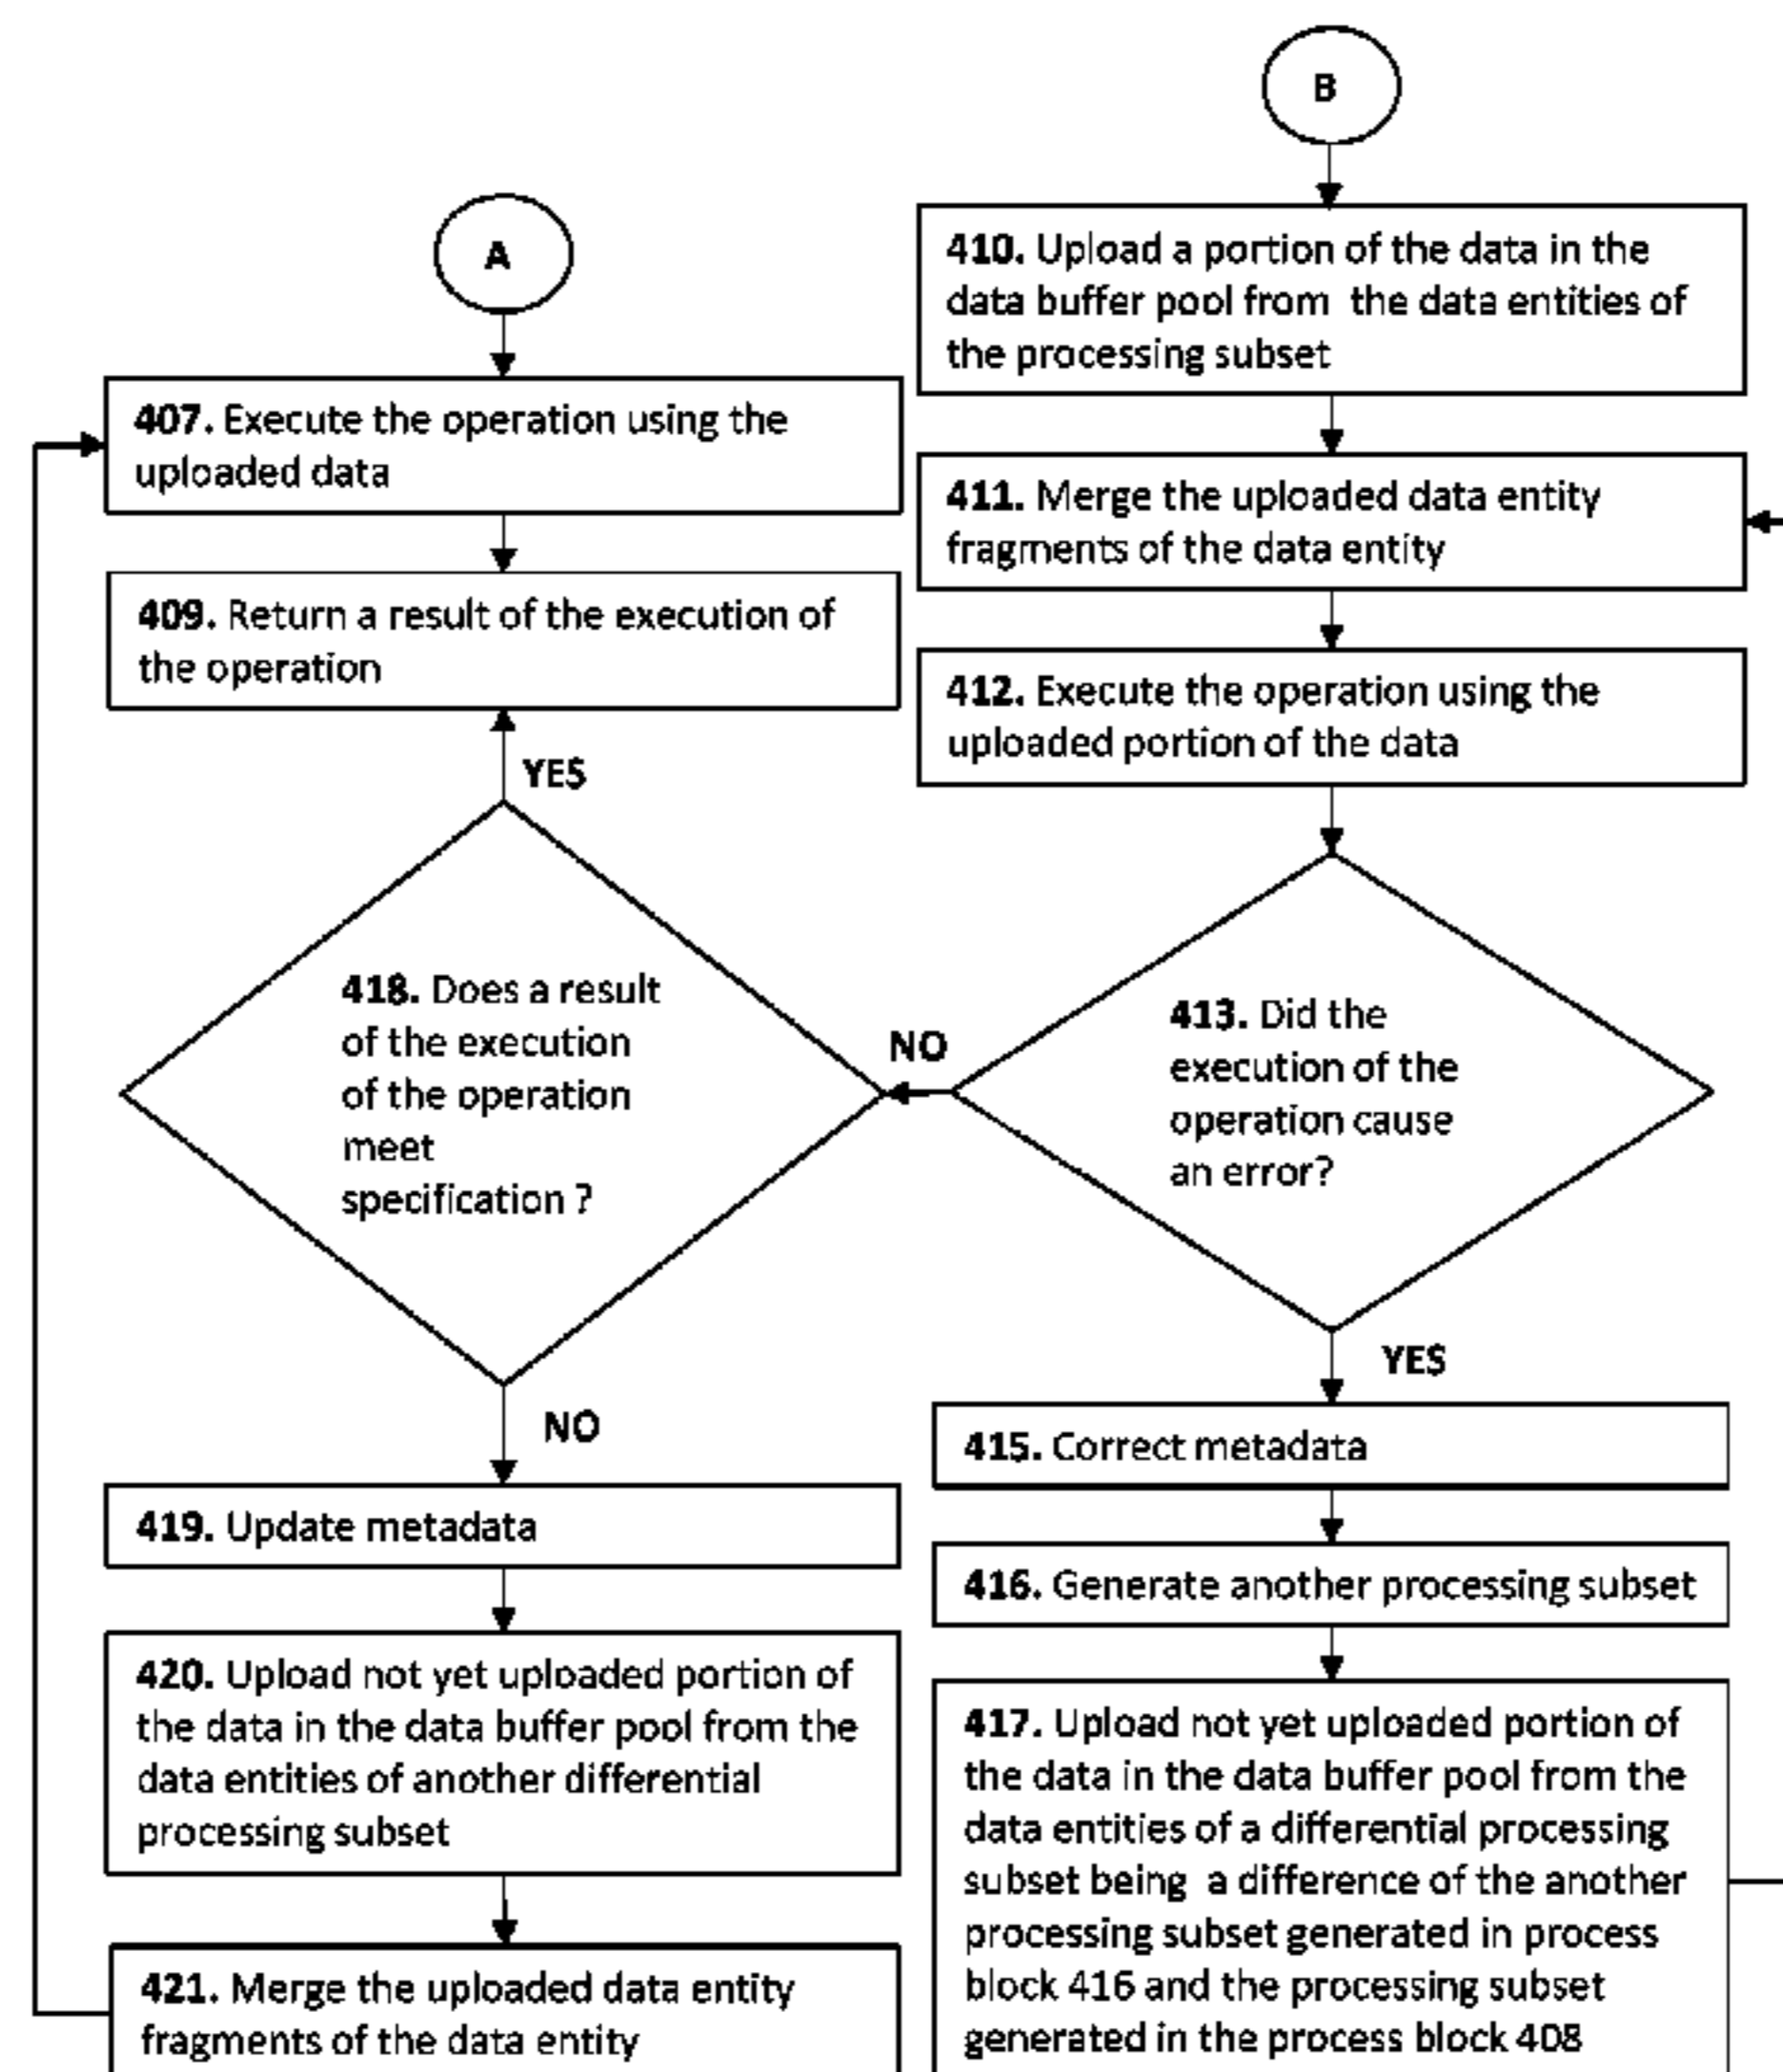 A
407. Execute the operation using the
uploaded data
409. Return a result of the execution of
the operation
YES
418. Does a result
of the execution
of the operation
meet
specification ?
NO
419. Update metadata
420. Upload not yet uploaded portion of
the data in the data buffer pool from the
data entities of another differential
processing subset
421. Merge the uploaded data entity
fragments of the data entity
B
410. Upload a portion of the data in the
data buffer pool from the data entities of
the processing subset
411. Merge the uploaded data entity
fragments of the data entity
412. Execute the operation using the
uploaded portion of the data
413. Did the
execution of the
operation cause
an error?
NO
YES
415. Correct metadata
416. Generate another processing subset
417. Upload not yet uploaded portion of
the data in the data buffer pool from the
data entities of a differential processing
subset being a difference of the another
processing subset generated in process
block 416 and the processing subset
generated in the process block 408